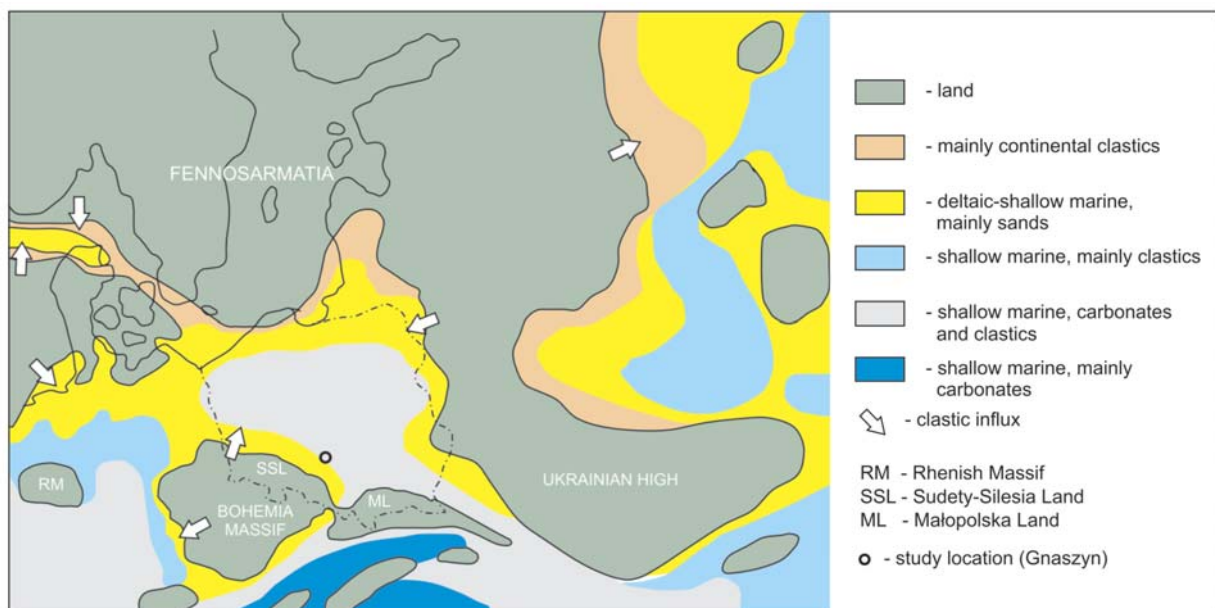 FENNOSARMATIA
RM
SSL
BOHEMIA
MASSIF
ML
UKRAINIAN HIGH
- land
- mainly continental clastics
- deltaic-shallow marine,
mainly sands
- shallow marine, mainly clastics
- shallow marine, carbonates
and clastics
- shallow marine, mainly
carbonates
- clastic influx
RM - Rhenish Massif
SSL - Sudety-Silesia Land
ML - Małopolska Land
- study location (Gnaszyn)